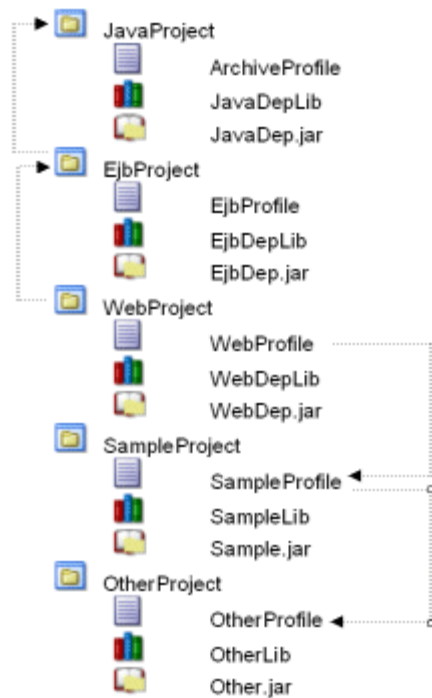 JavaProject
ArchiveProfile
JavaDepLib
JavaDep.jar
EjbProject
EjbProfile
EjbDepLib
EjbDep.jar
WebProject
WebProfile
WebDepLib
WebDep.jar
SampleProject
SampleProfile
SampleLib
Sample.jar
OtherProject
OtherProfile
OtherLib
Other.jar